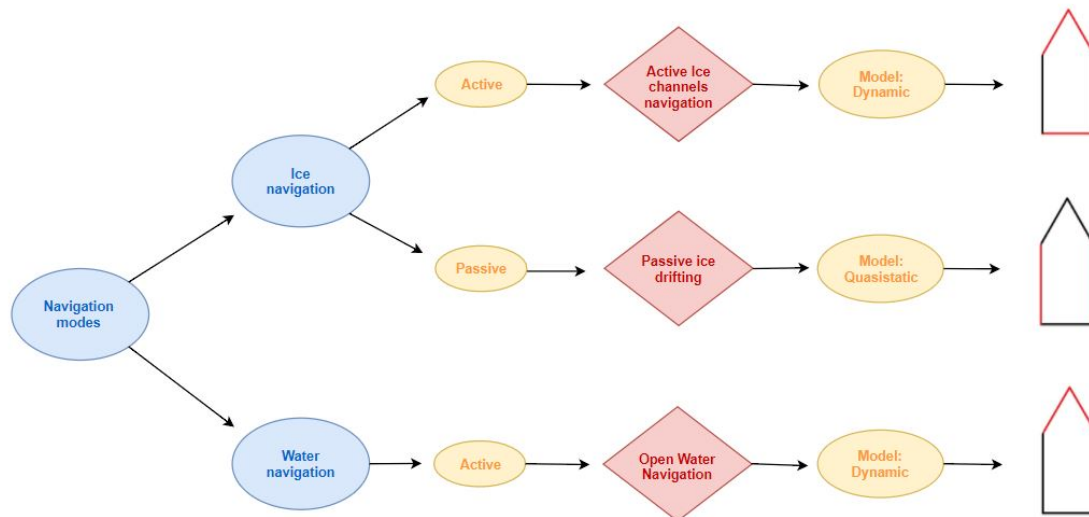 Active
Active Ice
channels
navigation
Model:
Dynamic
Ice
navigation
Passive
Passive ice
drifting
Model:
Quasistatic
Navigation
modes
Water
navigation
Active
Open Water
Navigation
Model:
Dynamic